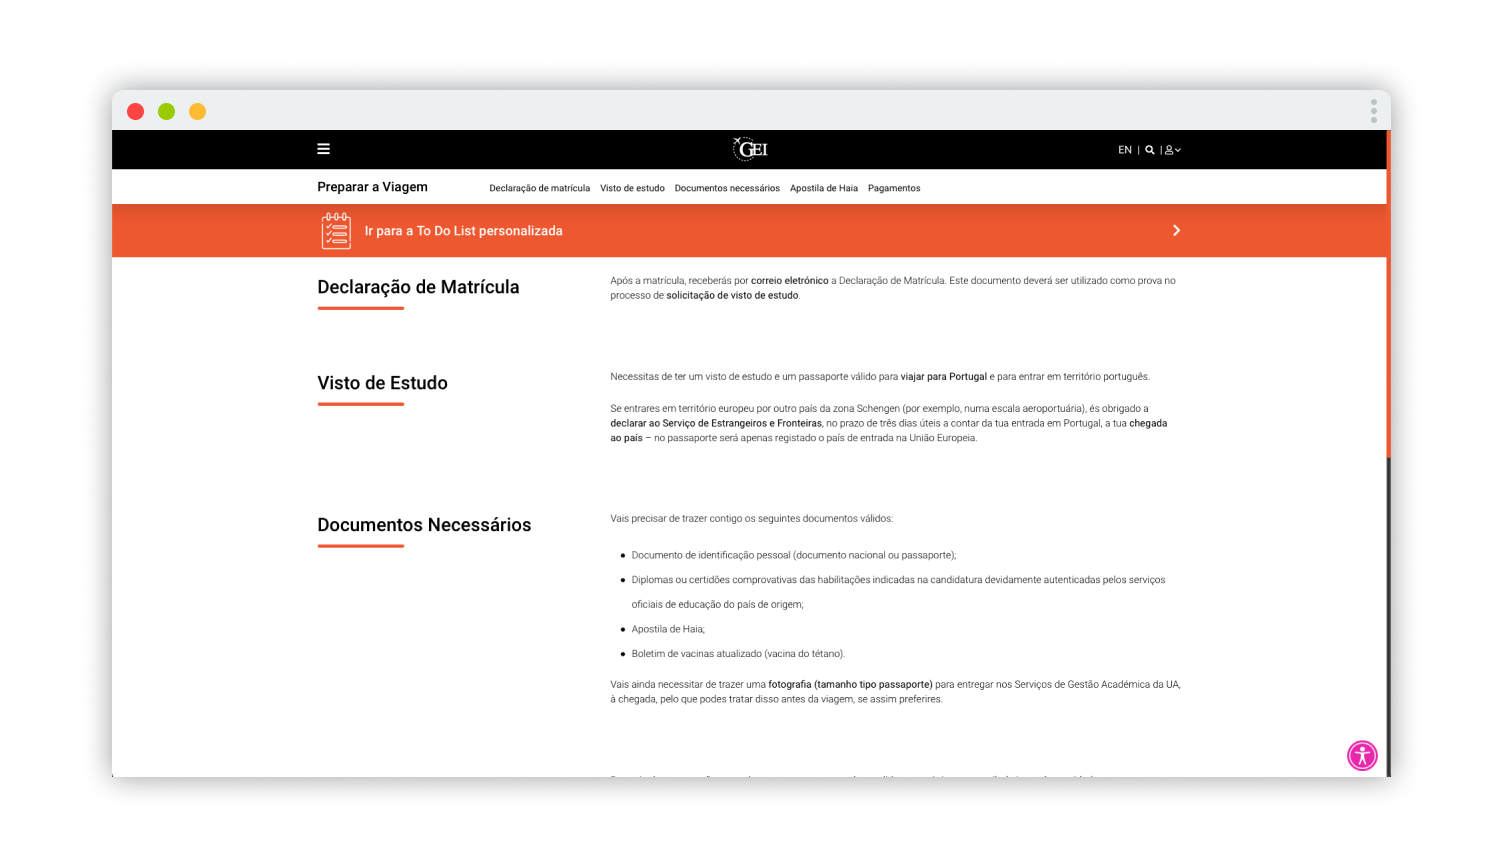 GEI
EN | |
Preparar a Viagem
Declaração de matrícula Visto de estudo Documentos necessários Apostila de Haia Pagamentos
Ir para a To Do List personalizada
Declaração de Matrícula
Após a matrícula, receberás por correio eletrónico a Declaração de Matrícula. Este documento deverá ser utilizado como prova no
processo de solicitação de visto de estudo.
Visto de Estudo
Necessitas de ter um visto de estudo e um passaporte válido para viajar para Portugal e para entrar em território português.
Se entrares em território europeu por outro país da zona Schengen (por exemplo, numa escala aeroportuária), és obrigado a
declarar ao Serviço de Estrangeiros e Fronteiras, no prazo de três dias úteis a contar da tua entrada em Portugal, a tua chegada
ao país – no passaporte será apenas registado o país de entrada na União Europeia.
Documentos Necessários
Vais precisar de trazer contigo os seguintes documentos válidos:
Documento de identificação pessoal (documento nacional ou passaporte);
Diplomas ou certidões comprovativas das habilitações indicadas na candidatura devidamente autenticadas pelos serviços
oficiais de educação do país de origem;
Apostila de Haia;
Boletim de vacinas atualizado (vacina do tétano).
Vais ainda necessitar de trazer uma fotografia (tamanho tipo passaporte) para entregar nos Serviços de Gestão Académica da UA,
à chegada, pelo que podes tratar disso antes da viagem, se assim preferires.